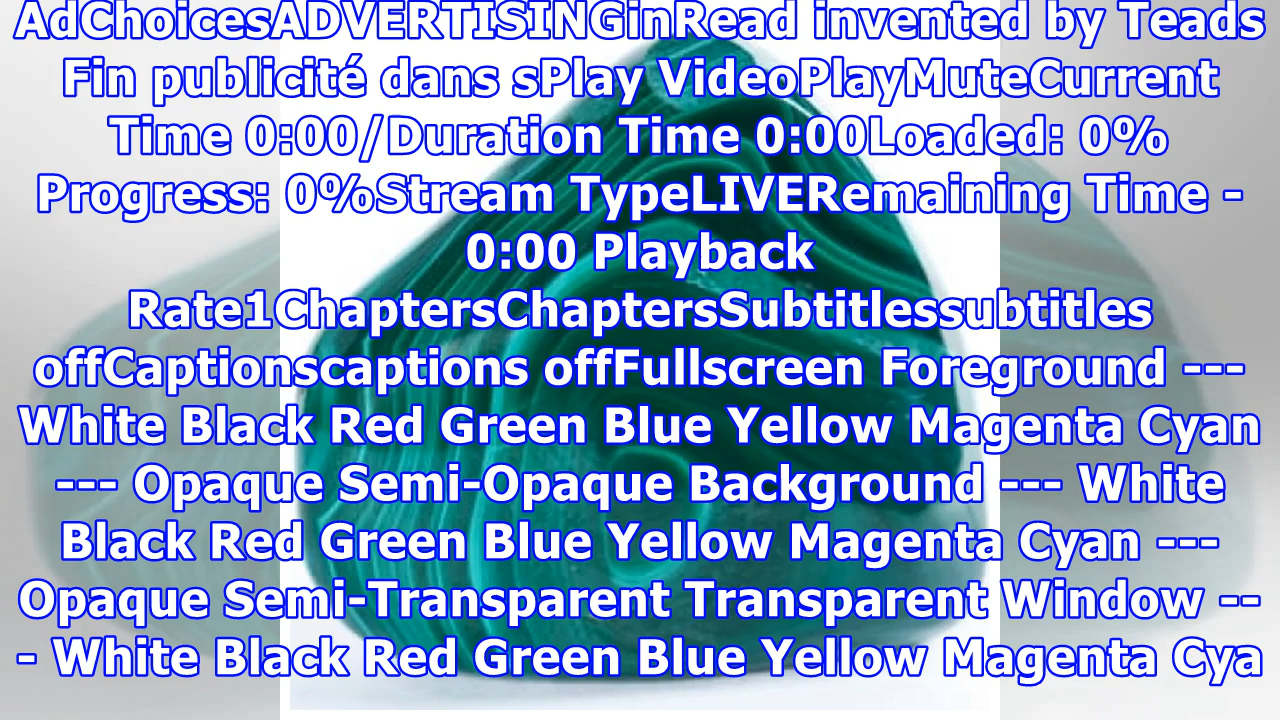 AdChoicesADVERTISINGinRead invented by Teads
Fin publicité dans sPlay VideoPlayMuteCurrent
Time 0:00/Duration Time 0:00Loaded: 0%
Progress: 0%Stream TypeLIVERemaining Time -
0:00 Playback
Rate1ChaptersChaptersSubtitlessubtitles
offCaptionscaptions offFullscreen Foreground ---
White Black Red Green Blue Yellow Magenta Cyan
--- Opaque Semi-Opaque Background --- White
Black Red Green Blue Yellow Magenta Cyan ---
Opaque Semi-Transparent Transparent Window --
- White Black Red Green Blue Yellow Magenta Cya